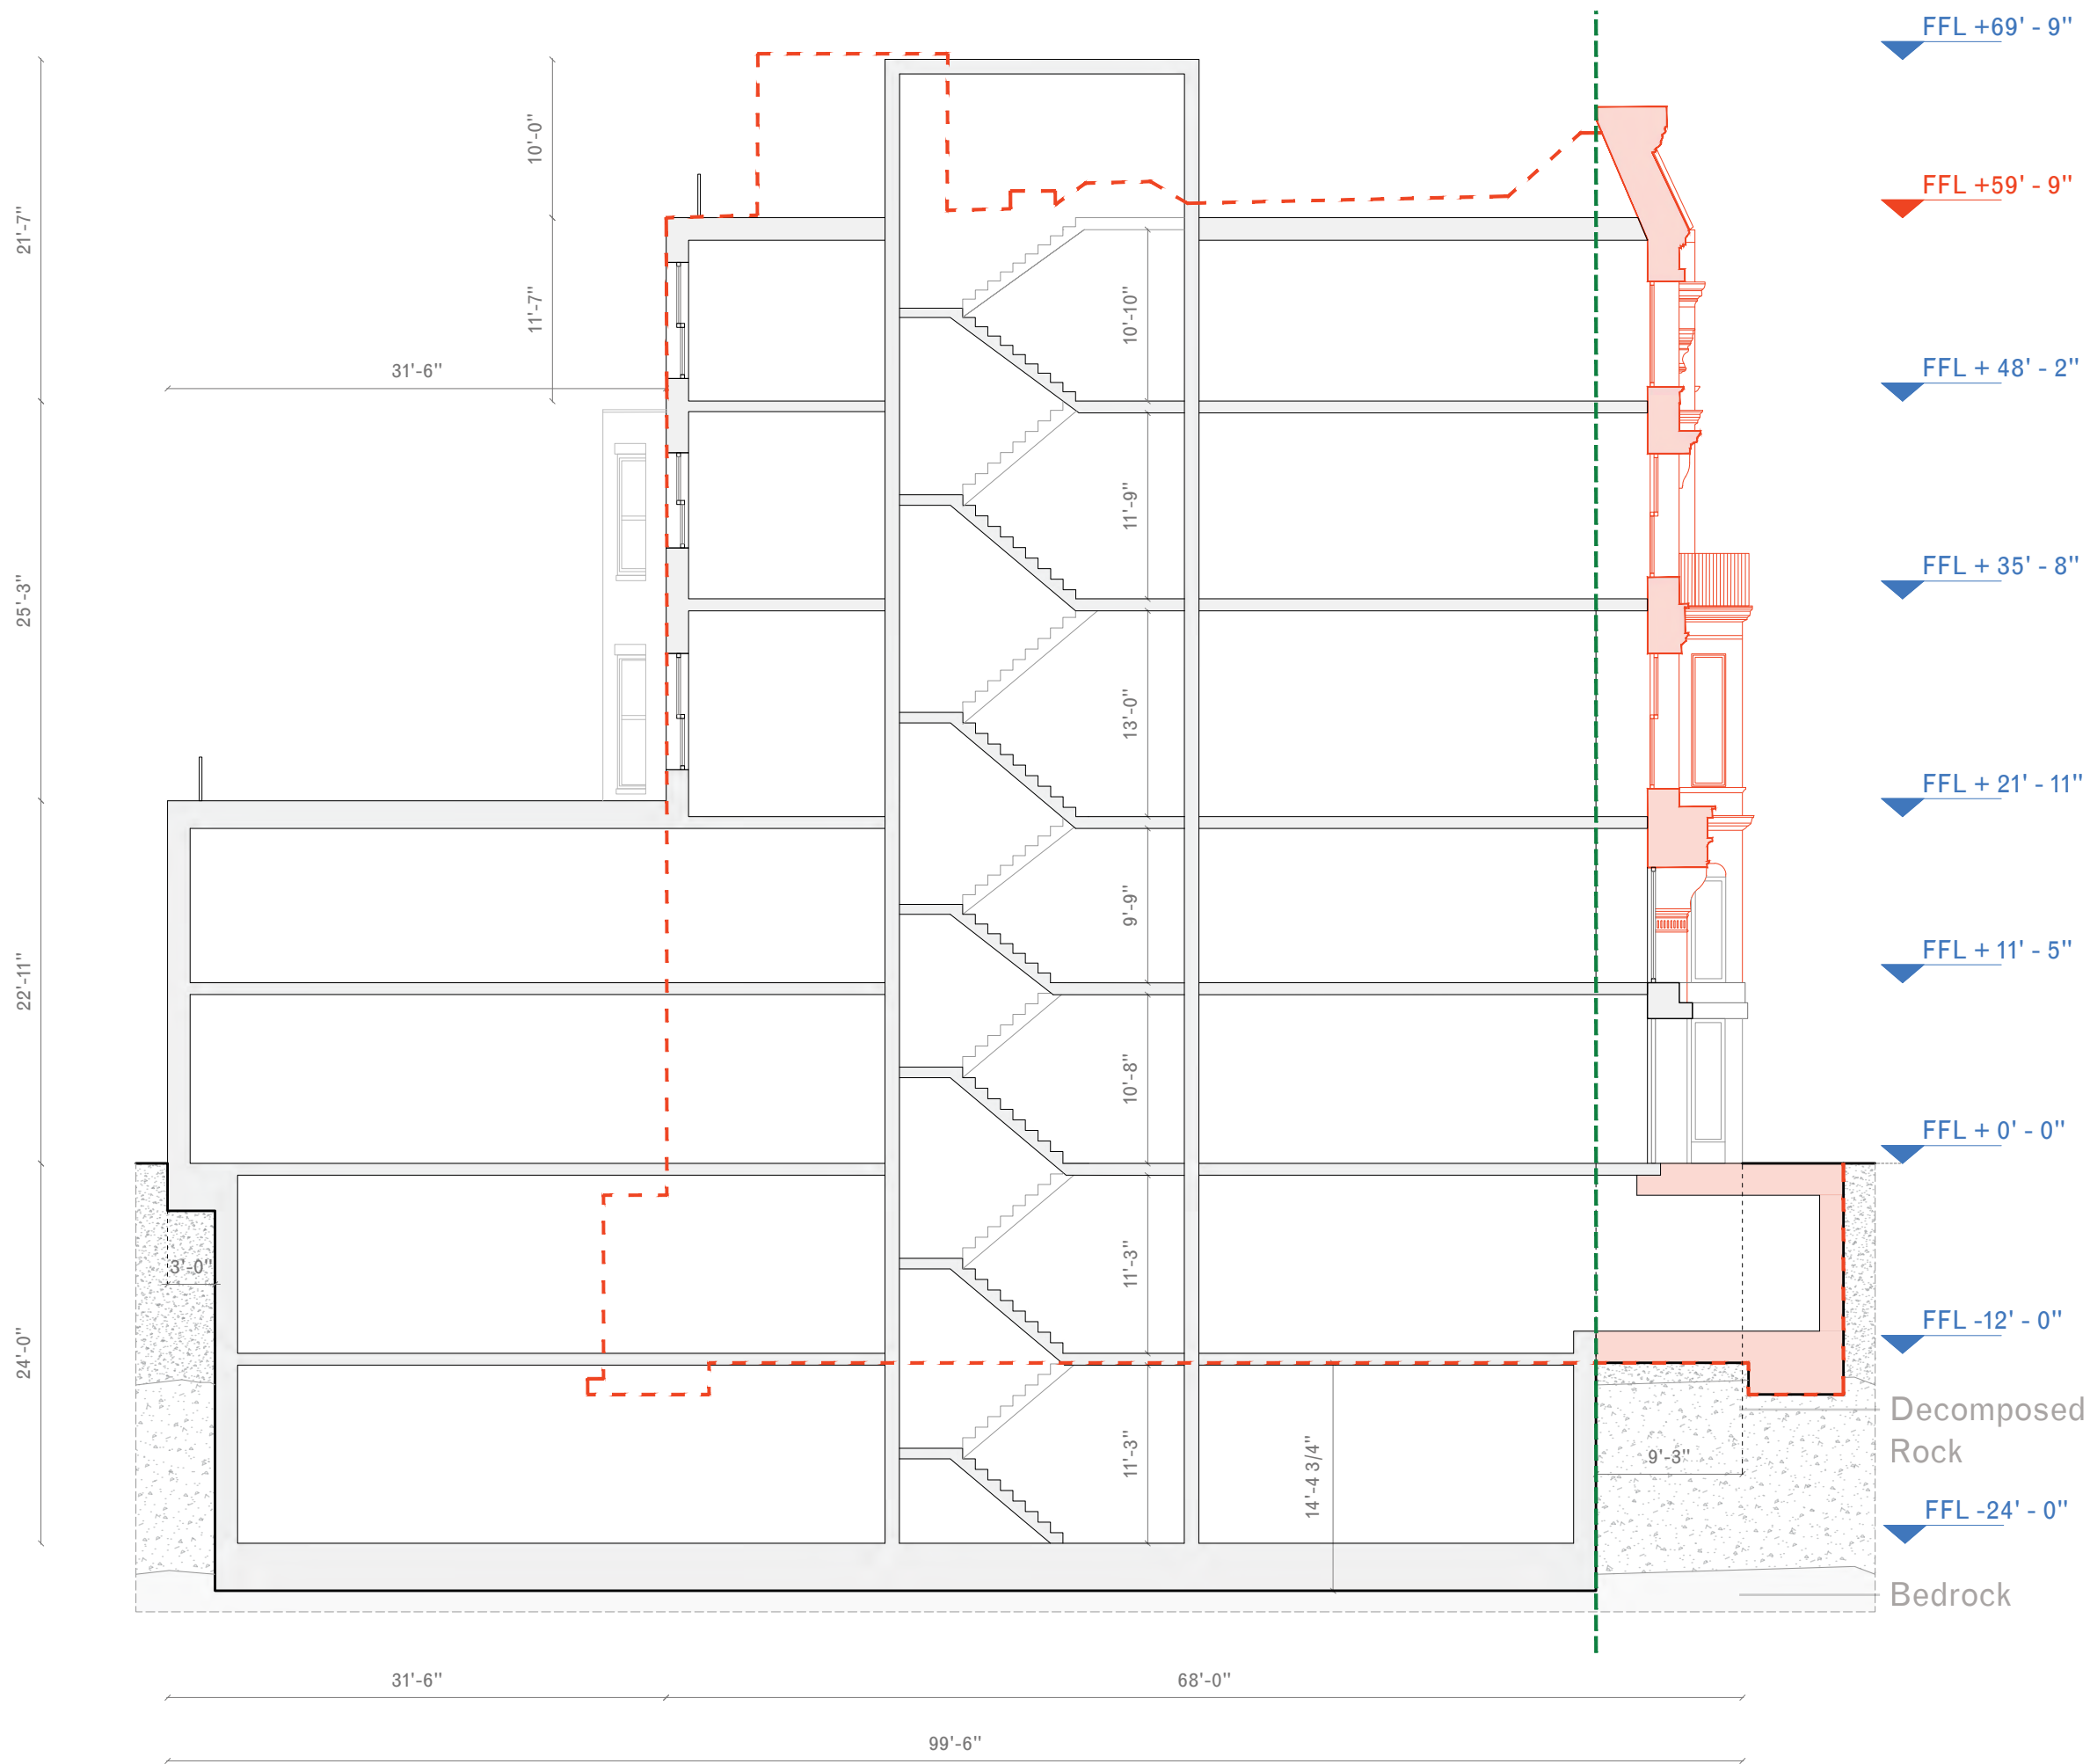 FFL +69' - 9"
10'-0"
FFL +59' - 9"
21'-7"
11'-7"
10'-10"
31'-6"
FFL + 48' - 2"
11'-9"
FFL + 35' - 8"
25'-3"
13'-0"
FFL + 21' - 11"
9'-9"
FFL + 11' - 5"
22'-11"
10'-8"
FFL + 0' - 0"
3'-0"
11'-3"
FFL -12' - 0"
24'-0"
Decomposed
Rock
11'-3"
14'-4 3/4"
9'-3"
FFL -24' - 0"
Bedrock
31'-6"
68'-0"
99'-6"